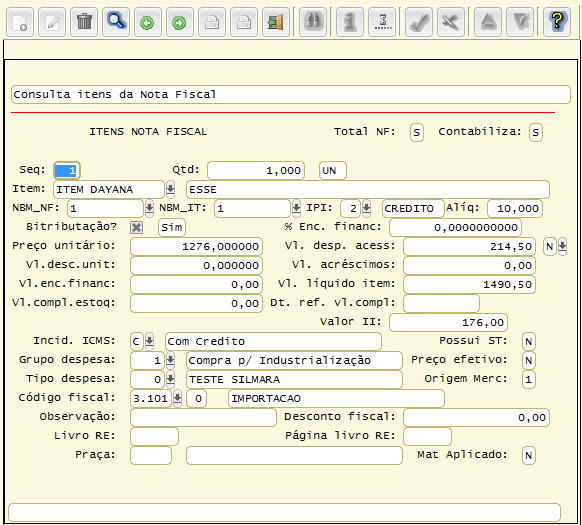 Consulta itens da Nota Fiscal
ITENS NOTA FISCAL Total NF: S Contabiliza: S
Seq: 1 Qtd: 1,000 UN
Item: ITEM DAYANA ESSE
NBM_NF: 1 NBM_IT: 1 IPI: 2 CREDITO Alíq: 10,000
Bitributação? Sim % Enc. financ: 0,0000000000
Preço unitário: 1276,000000 Vl. desp. acess: 214,50 N
Vl.desc.unit: 0,000000 Vl. acréscimos: 0,00
Vl.enc.financ: 0,00 Vl. líquido item: 1490,50
Vl.compl.estoq: 0,00 Dt. ref. vl.compl:
Valor II: 176,00
Incid. ICMS: C Com Credito Possui ST: N
Grupo despesa: 1 Compra p/ Industrialização Preço efetivo: N
Tipo despesa: 0 TESTE SILMARA Origem Merc: 1
Código fiscal: 3.101 0 IMPORTACAO
Observação: Desconto fiscal: 0,00
Livro RE: Página livro RE:
Praça: Mat Aplicado: N